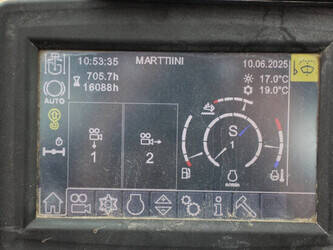 10:53:35 MARTTIINI 10.06.2025
705.7h
16088h
17.0°C
19.0°C
AUTO
S
1
1
2